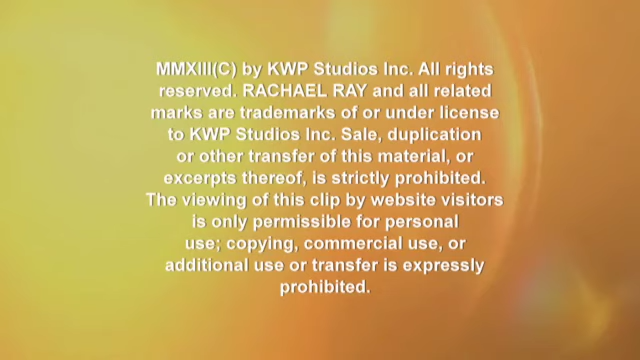 MMXIII(C) by KWP Studios Inc. All rights
reserved. RACHAEL RAY and all related
marks are trademarks of or under license
to KWP Studios Inc. Sale, duplication
or other transfer of this material, or
excerpts thereof, is strictly prohibited.
The viewing of this clip by website visitors
is only permissible for personal
use; copying, commercial use, or
additional use or transfer is expressly
prohibited.